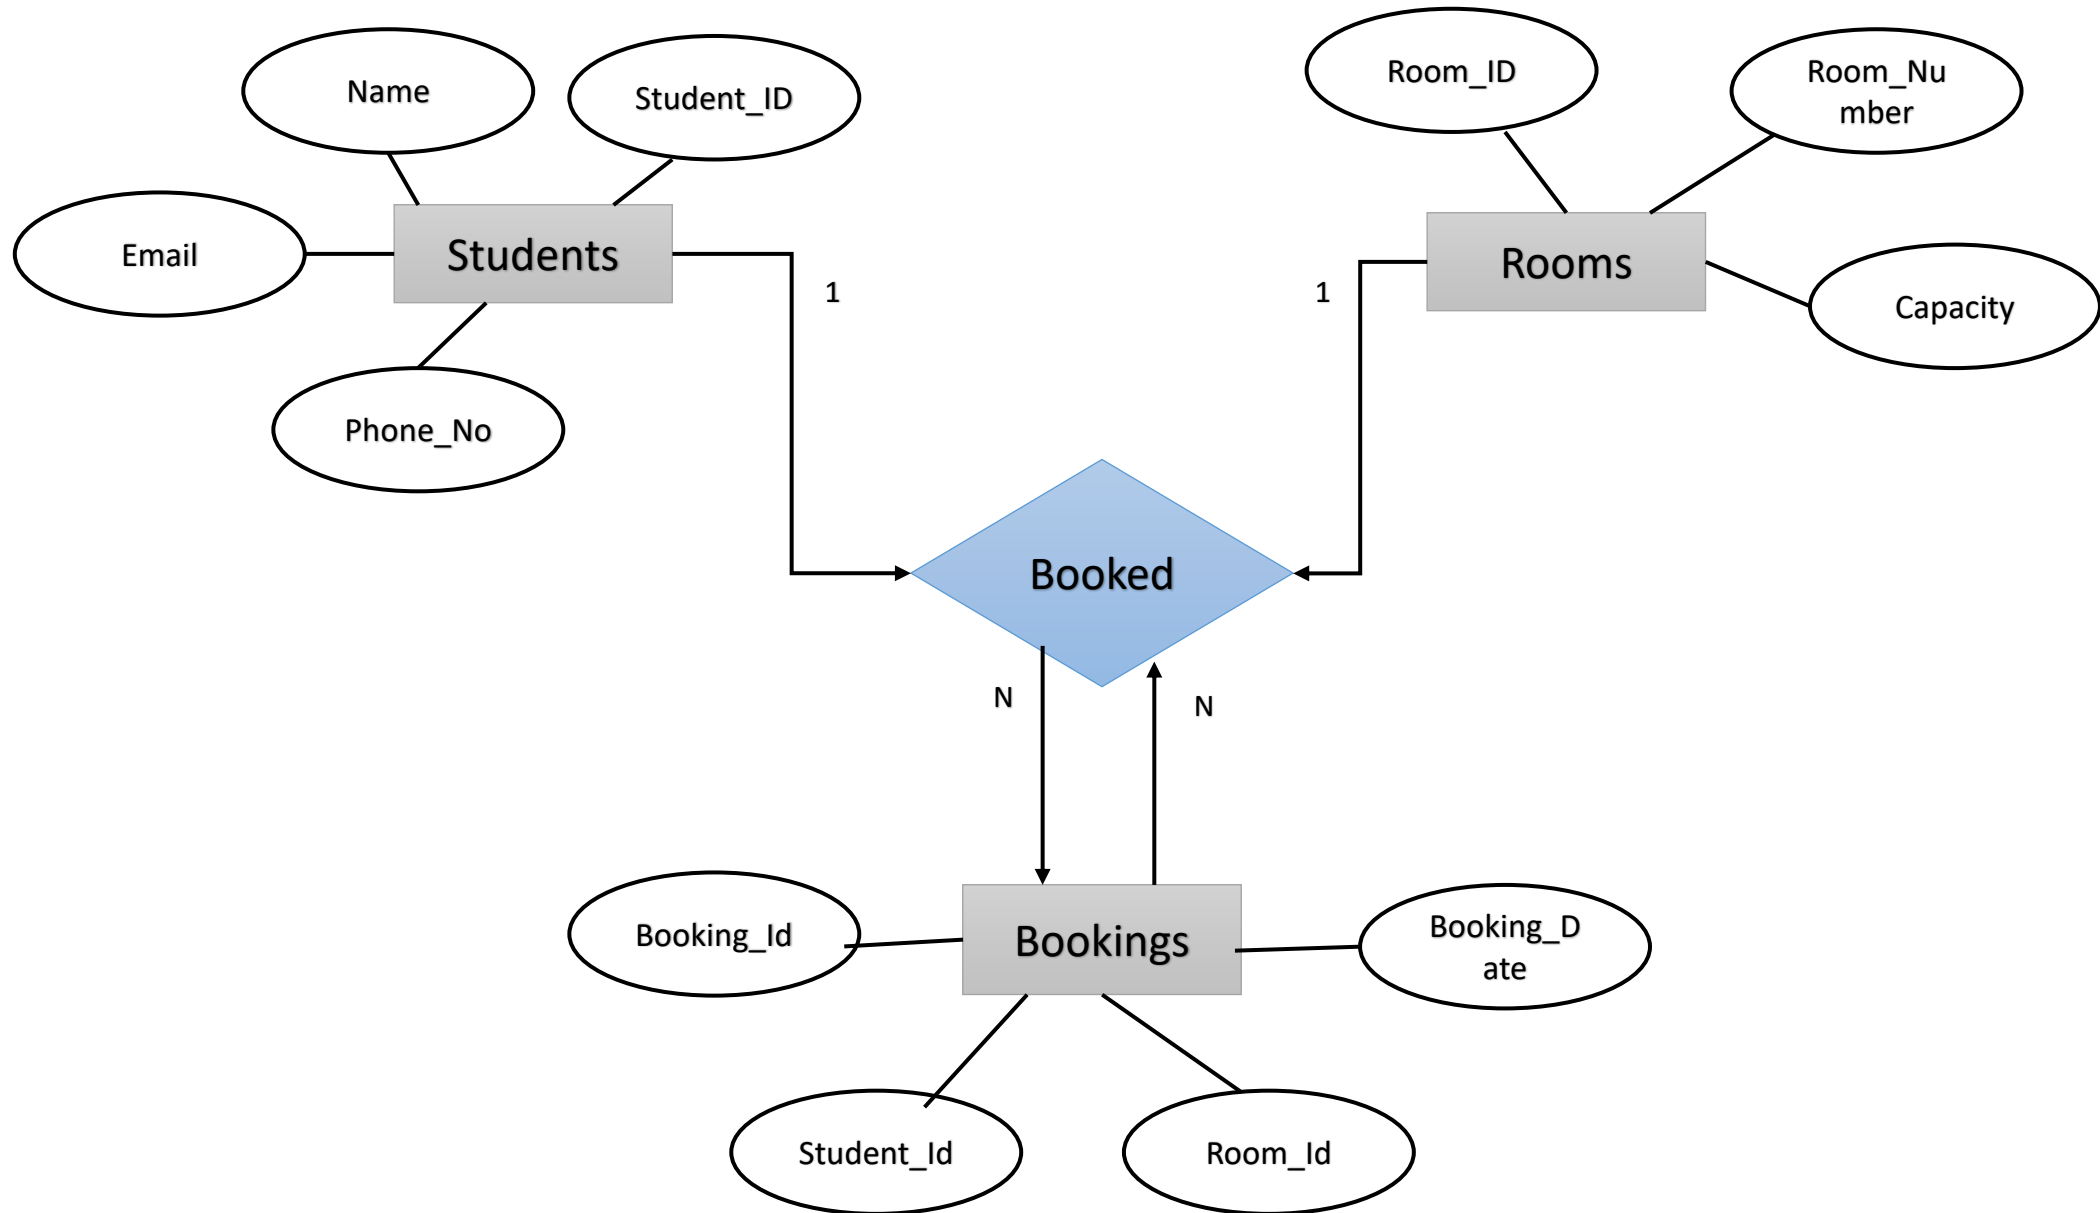 Name
Student_ID
Room_ID
Room_Nu
mber
Email
Students
Rooms
1
1
Capacity
Phone_No
Booked
N
N
Booking_Id
Bookings
Booking_D
ate
Student_Id
Room_Id